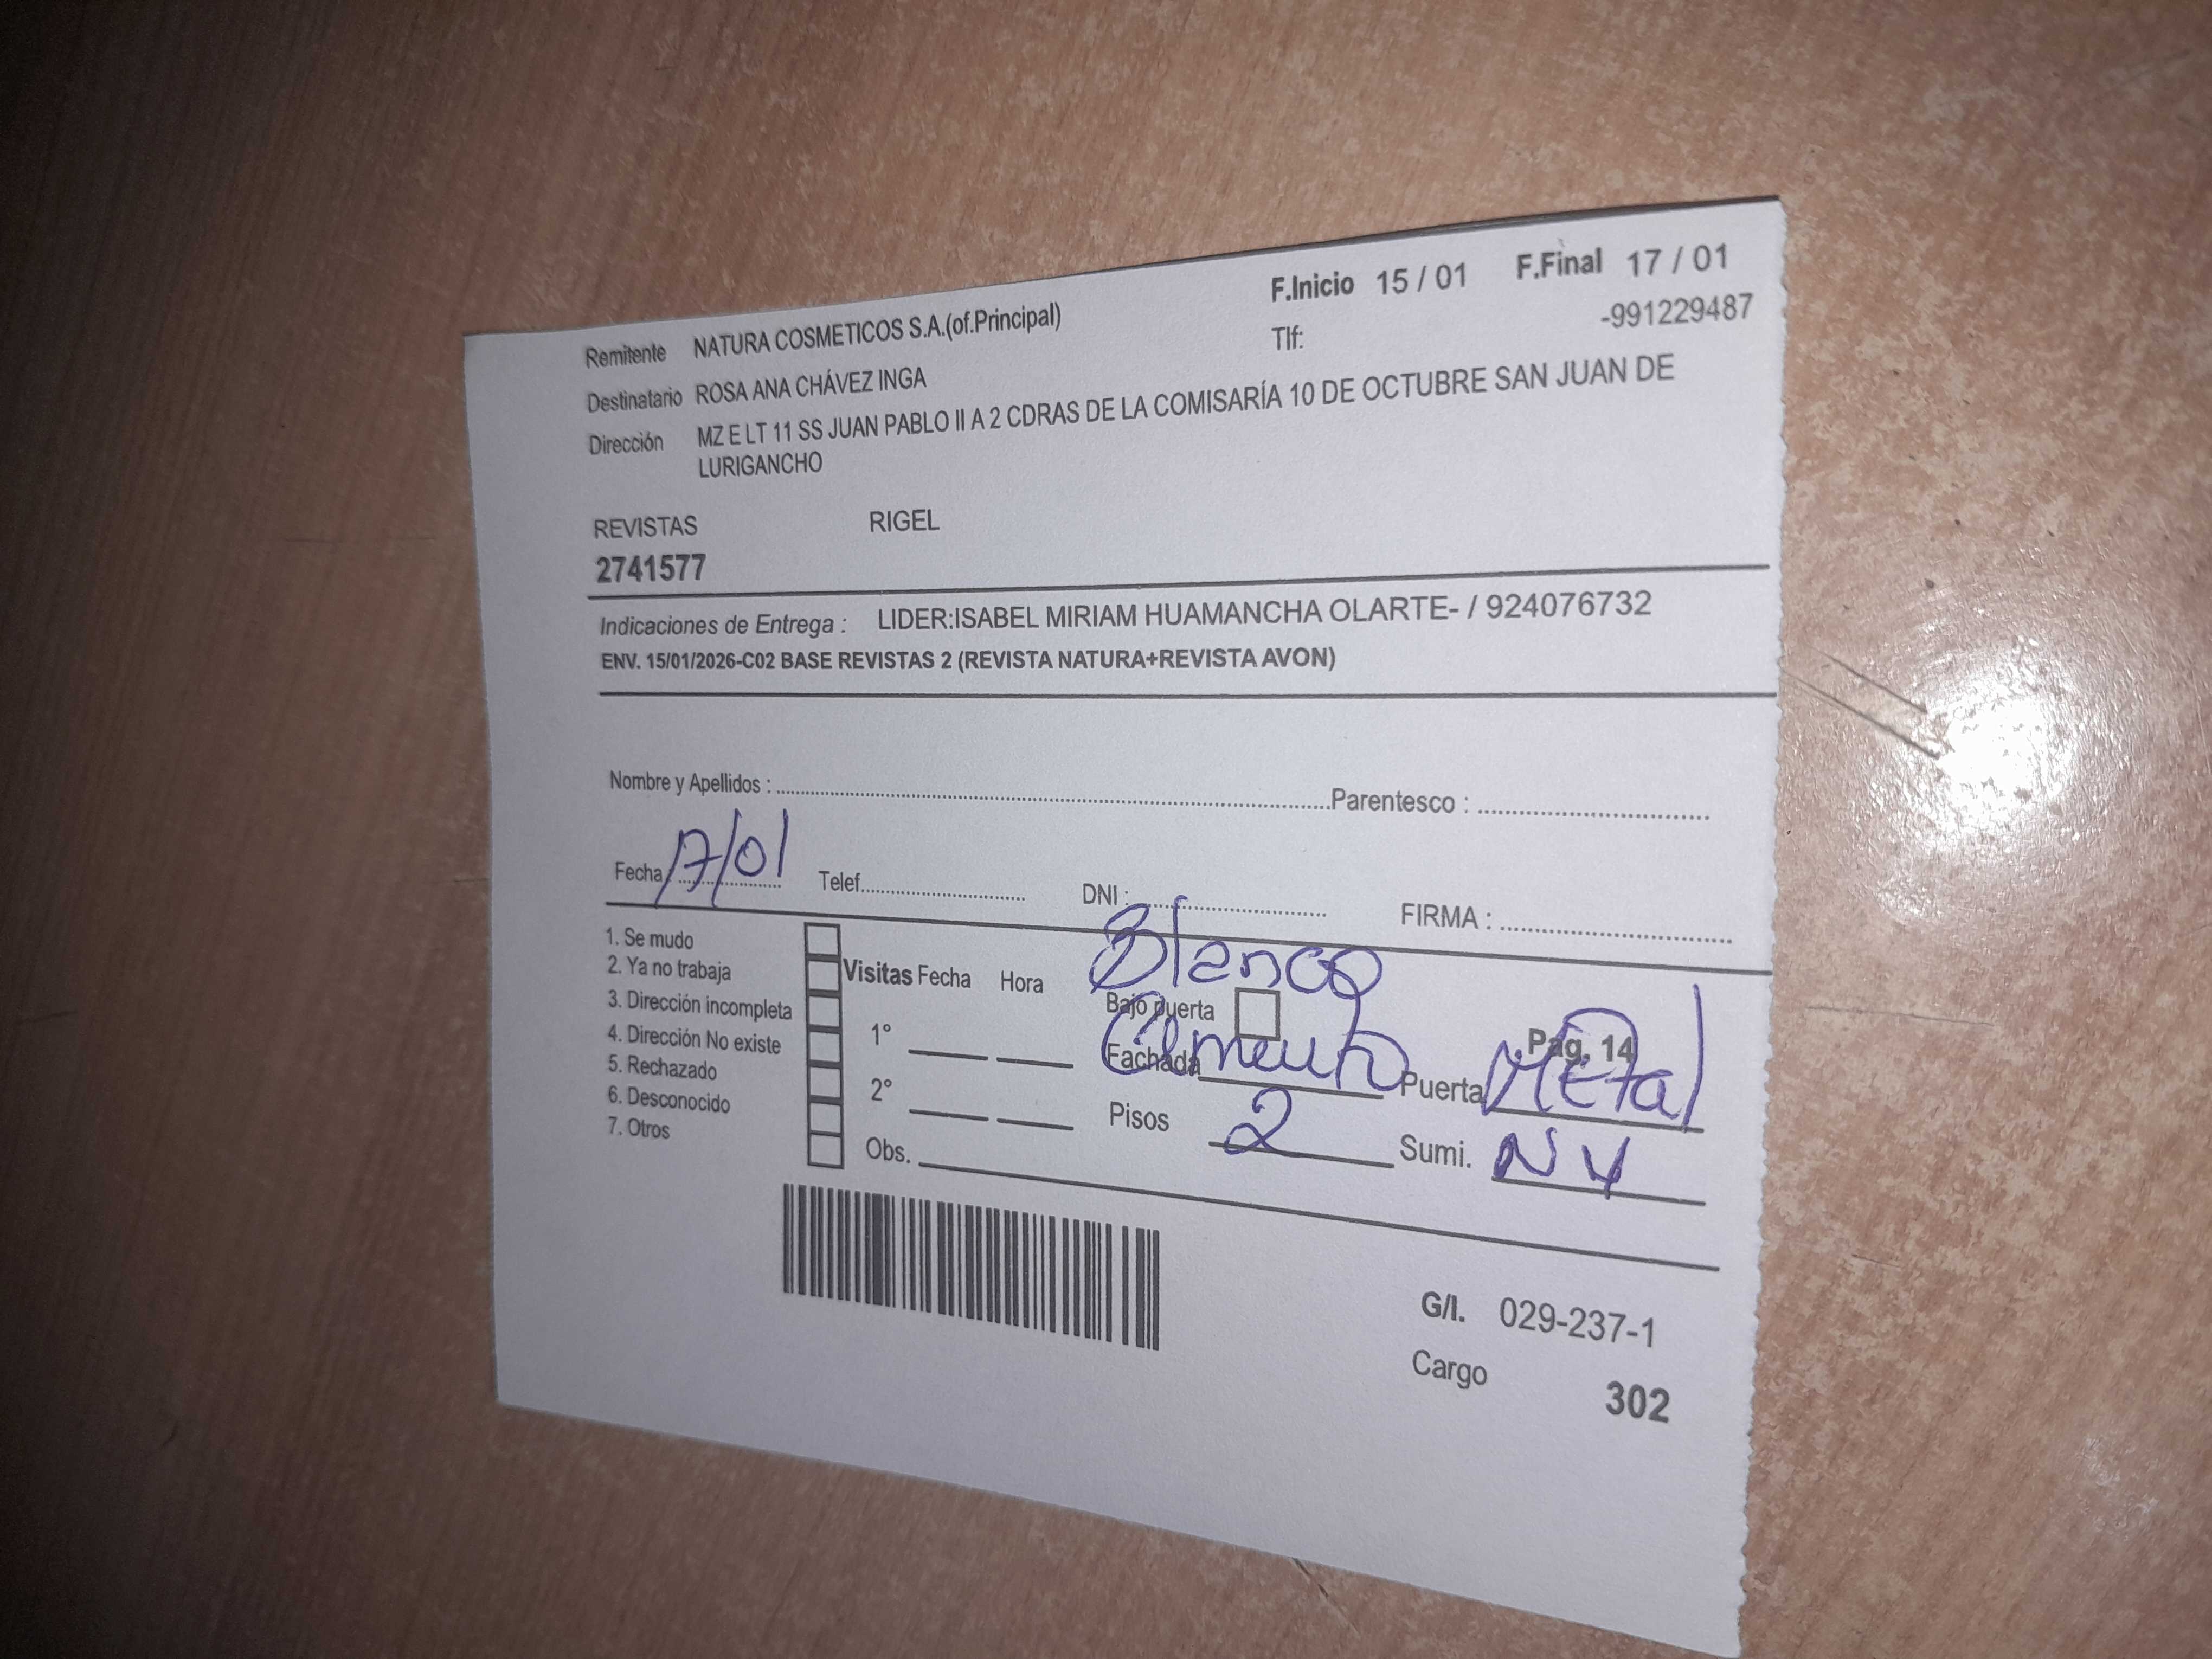 F.Inicio 15 / 01 F.Final 17 / 01
Remitente NATURA COSMETICOS S.A.(of.Principal) Tlf: -991229487
Destinatario ROSA ANA CHÁVEZ INGA
Dirección MZ E LT 11 SS JUAN PABLO II A 2 CDRAS DE LA COMISARÍA 10 DE OCTUBRE SAN JUAN DE
LURIGANCHO
REVISTAS RIGEL
2741577
Indicaciones de Entrega : LIDER:ISABEL MIRIAM HUAMANCHA OLARTE- / 924076732
ENV. 15/01/2026-C02 BASE REVISTAS 2 (REVISTA NATURA+REVISTA AVON)
Nombre y Apellidos : Parentesco :
Fecha 17/01 Telef. DNI : FIRMA :
Blanco
1. Se mudo
2. Ya no trabaja Visitas Fecha Hora Bajo puerta
3. Dirección incompleta 1° Fachada Cemento Pag. 14
4. Dirección No existe Puerta Metal
5. Rechazado 2° Pisos 2
6. Desconocido Sumi. N V
7. Otros Obs.
G/I. 029-237-1
Cargo 302